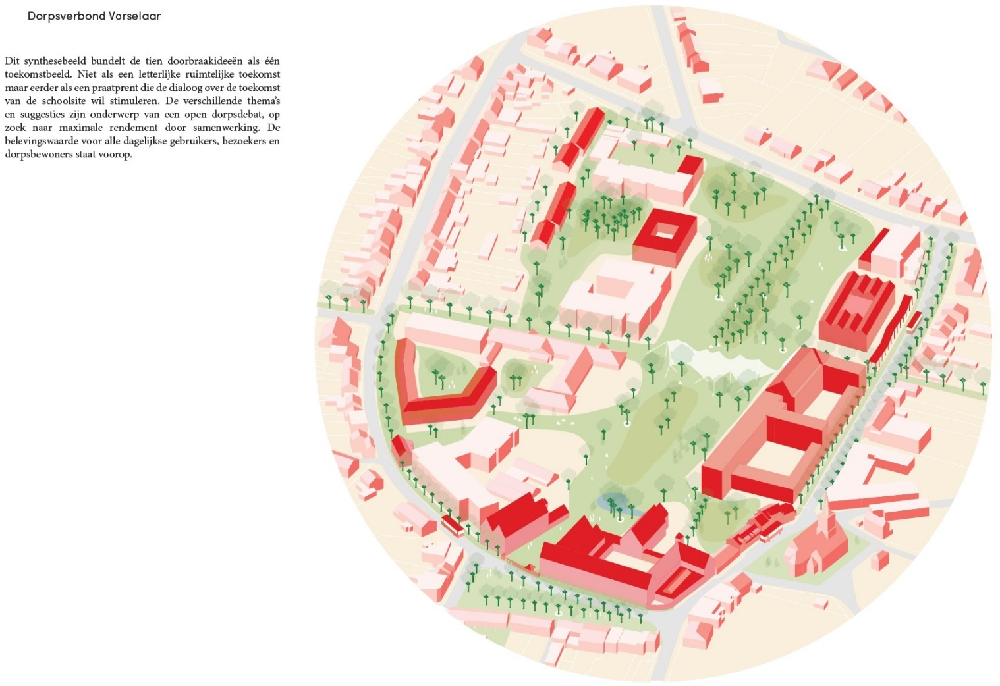 Dorpsverbond Vorselaar
Dit synthesebeeld bundelt de tien doorbraakideeën als één
toekomstbeeld. Niet als een letterlijke ruimtelijke toekomst
maar eerder als een praatprent die de dialoog over de toekomst
van de schoolsite wil stimuleren. De verschillende thema's
en suggesties zijn onderwerp van een open dorpsdebat, op
zoek naar maximale rendement door samenwerking. De
belevingswaarde voor alle dagelijkse gebruikers, bezoekers en
dorpsbewoners staat voorop.